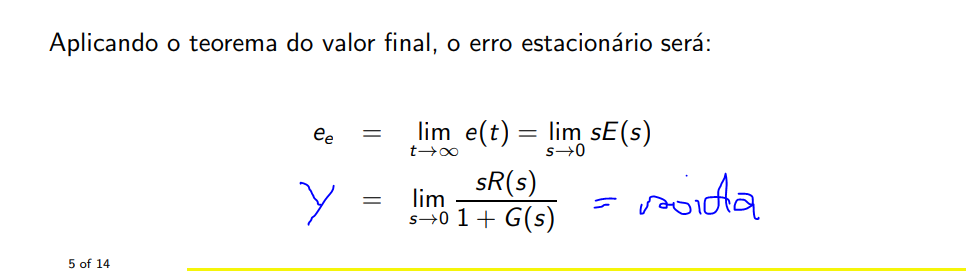 Aplicando o teorema do valor final, o erro estacionário será:
e_e = lim_{t→∞} e(t) = lim_{s→0} sE(s)
Y = lim_{s→0} sR(s) / (1 + G(s)) =
5 of 14